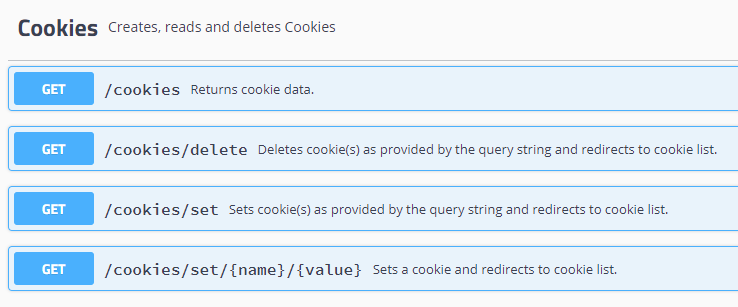 Cookies Creates, reads and deletes Cookies
GET /cookies Returns cookie data.
GET /cookies/delete Deletes cookie(s) as provided by the query string and redirects to cookie list.
GET /cookies/set Sets cookie(s) as provided by the query string and redirects to cookie list.
GET /cookies/set/{name}/{value} Sets a cookie and redirects to cookie list.